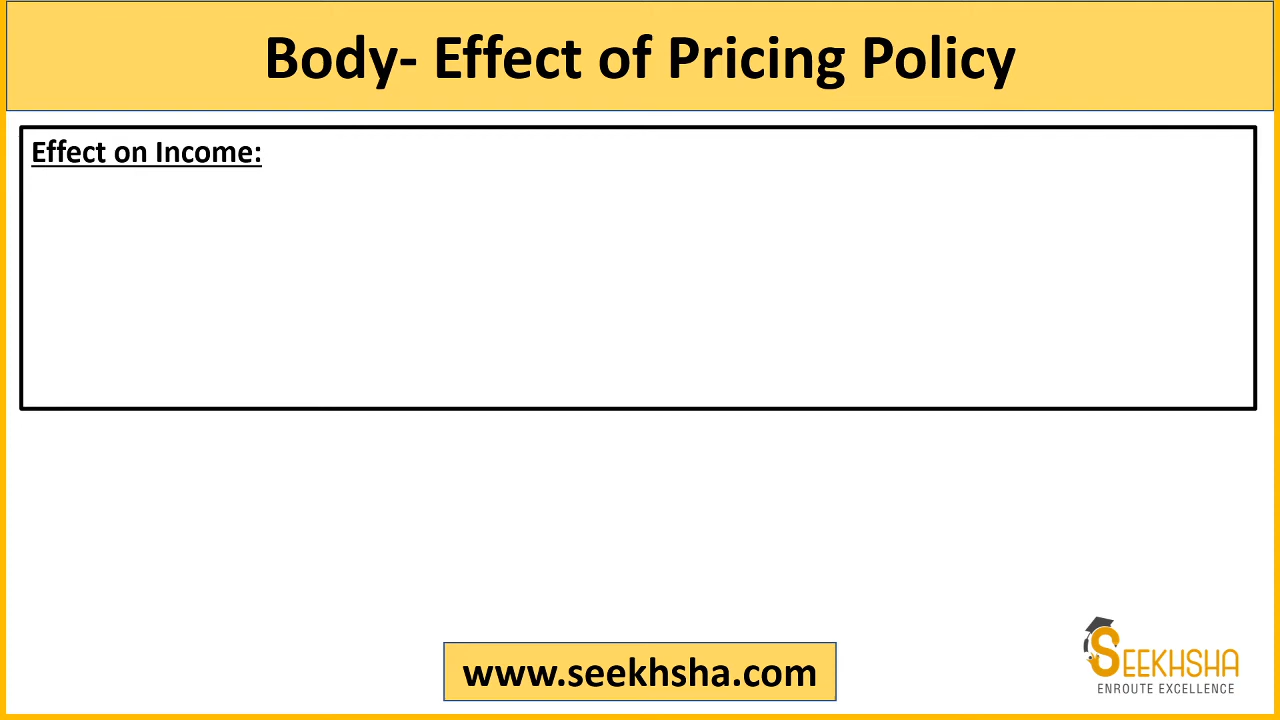 Body- Effect of Pricing Policy
Effect on Income:
www.seekhsha.com
SEEKHSHA
ENROUTE EXCELLENCE